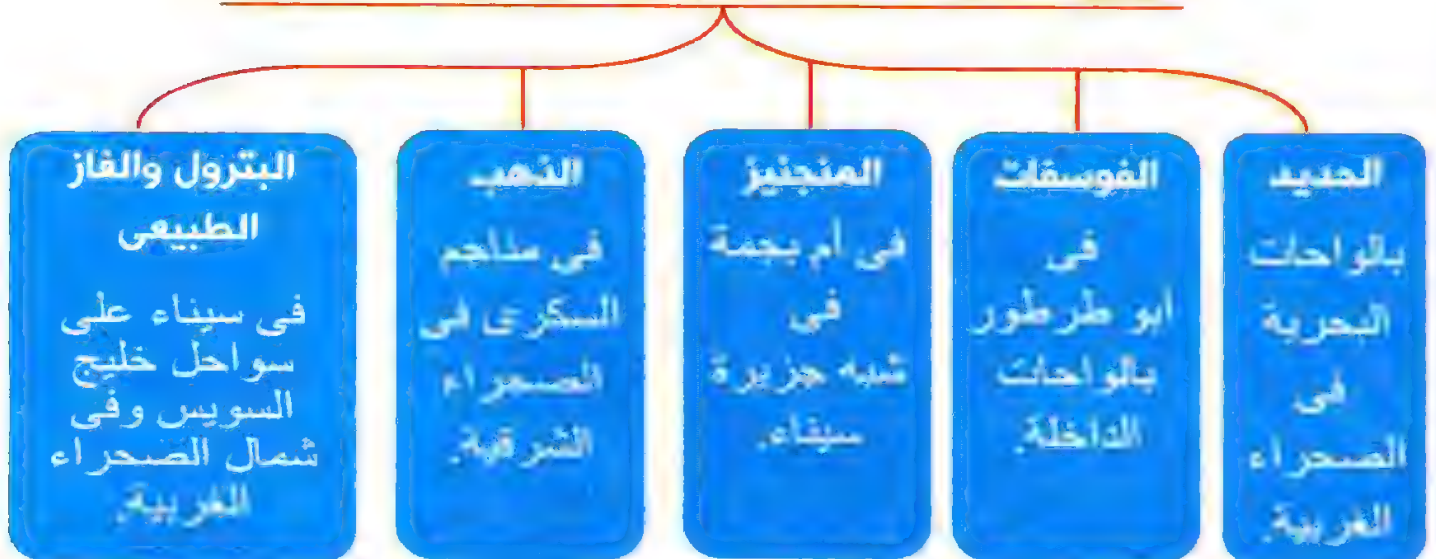 الحديد
بالواحات
البحرية
فى
الصحراء
الغربية.
الفوسفات
فى
أبو طرطور
بالواحات
الداخلة.
المنجنيز
فى أم بجمة
فى
شبه جزيرة
سيناء.
الذهب
فى مناجم
السكرى فى
الصحراء
الشرقية.
البترول والغاز
الطبيعى
فى سيناء على
سواحل خليج
السويس وفى
شمال الصحراء
الغربية.